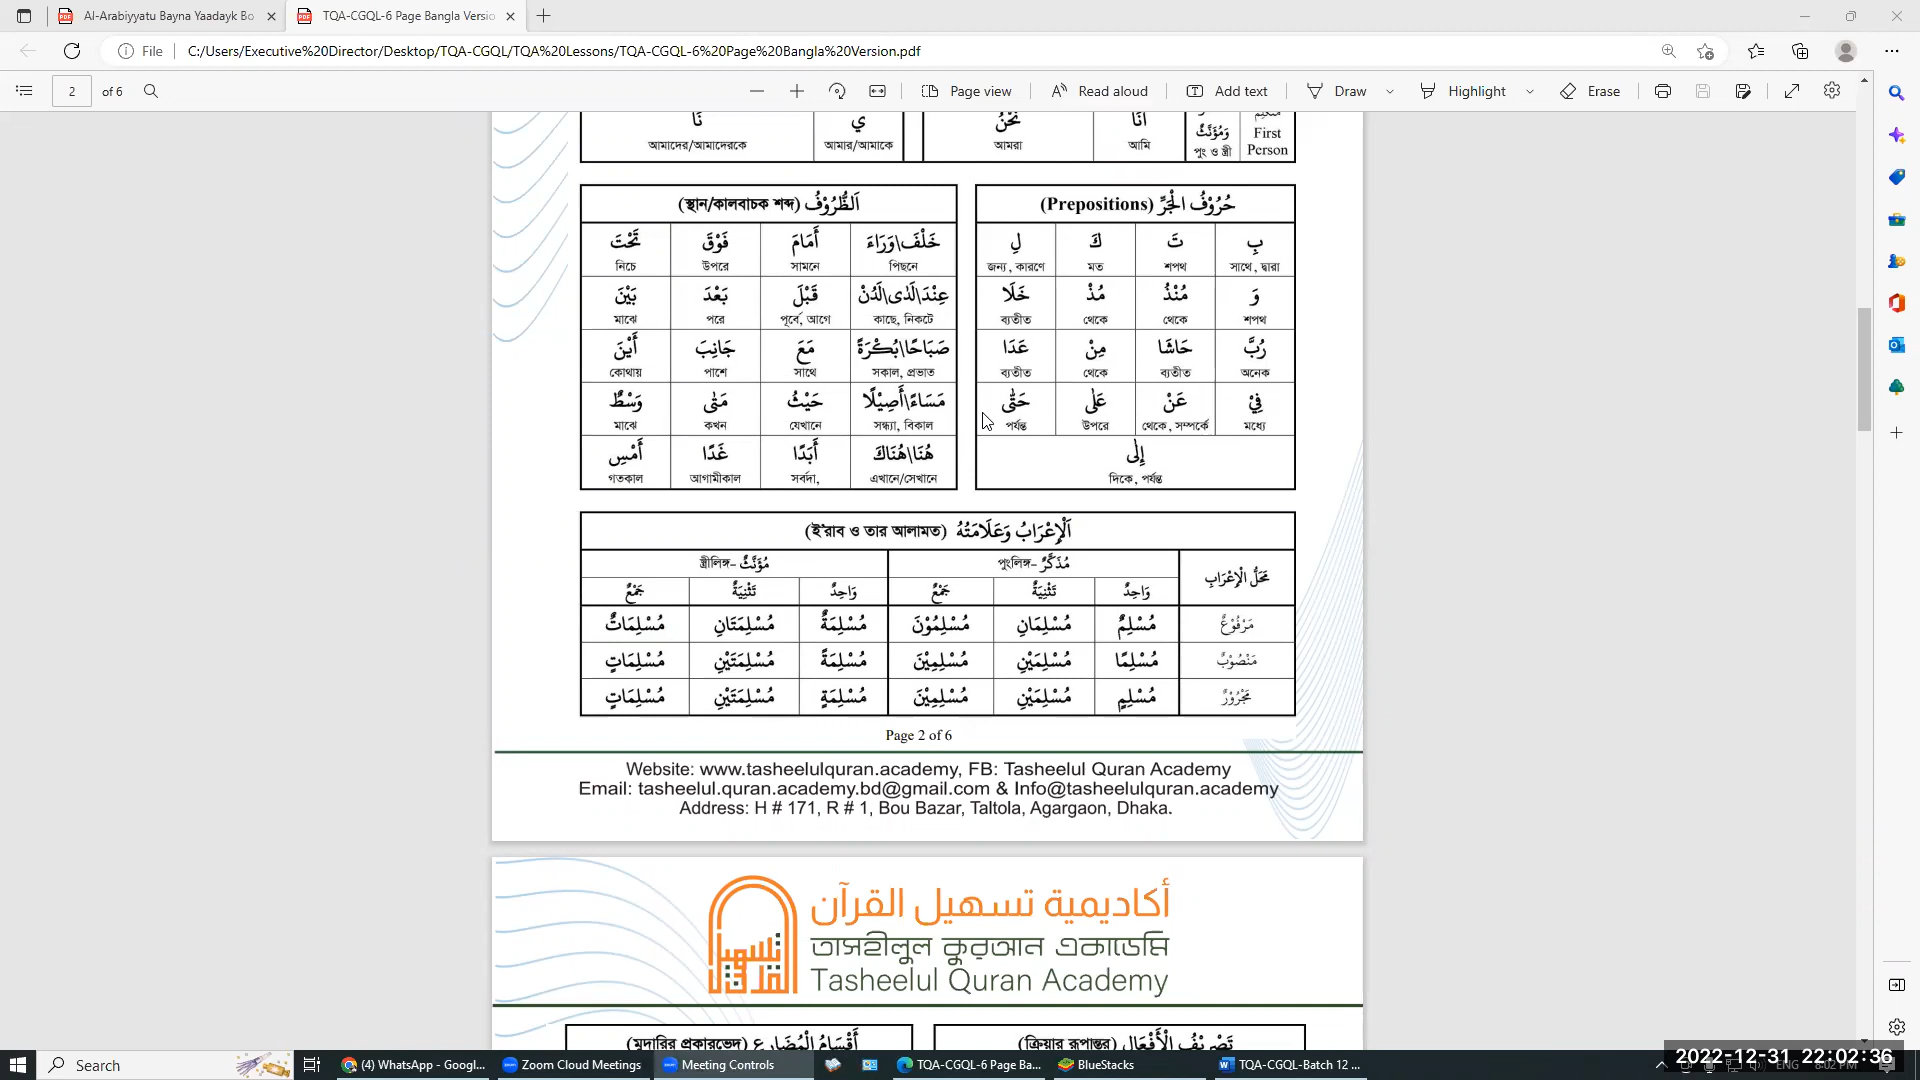 Al-Arabiyyatu Bayna Yaadayk Bo
TQA-CGQL-6 Page Bangla Versio
File
C:/Users/Executive%20Director/Desktop/TQA-CGQL/TQA%20Lessons/TQA-CGQL-6%20Page%20Bangla%20Version.pdf
2 of 6
Page view
Read aloud
Add text
Draw
Highlight
Erase
نَا ي نَحْنُ أَنَا
وَمُؤَنَّثٌ First
আমাদের/আমাদেরকে আমার/আমাকে আমরা আমি পুং ও স্ত্রী Person
اَلظُّرُوْفُ (স্থান/কালবাচক শব্দ)
خَلْفَ\وَرَاءَ أَمَامَ فَوْقَ تَحْتَ
পিছনে সামনে উপরে নিচে
عِنْدَ\لَدٰى\لَدُنْ قَبْلَ بَعْدَ بَيْنَ
কাছে, নিকটে পূর্বে, আগে পরে মাঝে
صَبَاحًا\بُكْرَةً مَعَ جَانِبَ أَيْنَ
সকাল, প্রভাত সাথে পাশে কোথায়
مَسَاءً\أَصِيْلًا حَيْثُ مَتٰى وَسْطٌ
সন্ধ্যা, বিকাল যেখানে কখন মাঝে
هُنَا\هُنَاكَ أَبَدًا غَدًا أَمْسِ
এখানে/সেখানে সর্বদা, আগামীকাল গতকাল
حُرُوْفُ الْجَرِّ (Prepositions)
بِ تَ كَ لِ
সাথে, দ্বারা শপথ মত জন্য, কারণে
وَ مُنْذُ مُذْ خَلَا
শপথ থেকে থেকে ব্যতীত
رُبَّ حَاشَا مِنْ عَدَا
অনেক ব্যতীত থেকে ব্যতীত
فِيْ عَنْ عَلٰى حَتّٰى
মধ্যে থেকে, সম্পর্কে উপরে পর্যন্ত
إِلٰى
দিকে, পর্যন্ত
اَلْإِعْرَابُ وَعَلَامَتُهُ (ই'রাব ও তার আলামত)
مَحَلُّ الْإِعْرَابِ مُذَكَّرٌ -পুংলিঙ্গ مُؤَنَّثٌ -স্ত্রীলিঙ্গ
وَاحِدٌ تَثْنِيَةٌ جَمْعٌ وَاحِدٌ تَثْنِيَةٌ جَمْعٌ
مَرْفُوْعٌ مُسْلِمٌ مُسْلِمَانِ مُسْلِمُوْنَ مُسْلِمَةٌ مُسْلِمَتَانِ مُسْلِمَاتٌ
مَنْصُوْبٌ مُسْلِمًا مُسْلِمَيْنِ مُسْلِمِيْنَ مُسْلِمَةً مُسْلِمَتَيْنِ مُسْلِمَاتٍ
مَجْرُوْرٌ مُسْلِمٍ مُسْلِمَيْنِ مُسْلِمِيْنَ مُسْلِمَةٍ مُسْلِمَتَيْنِ مُسْلِمَاتٍ
Page 2 of 6
Website: www.tasheelulquran.academy, FB: Tasheelul Quran Academy
Email: tasheelul.quran.academy.bd@gmail.com & Info@tasheelulquran.academy
Address: H # 171, R # 1, Bou Bazar, Taltola, Agargaon, Dhaka.
أكاديمية تسهيل القرآن
তাসহীলুল কুরআন একাডেমি
Tasheelul Quran Academy
أَقْسَامُ الْمُضَارِع (মুদারির প্রকারভেদ)
تَصْرِيْفُ الْأَفْعَالِ (ক্রিয়ার রূপান্তর)
Search
(4) WhatsApp - Googl...
Zoom Cloud Meetings
Meeting Controls
TQA-CGQL-6 Page Ba...
BlueStacks
TQA-CGQL-Batch 12 ...
2022-12-31 22:02:36